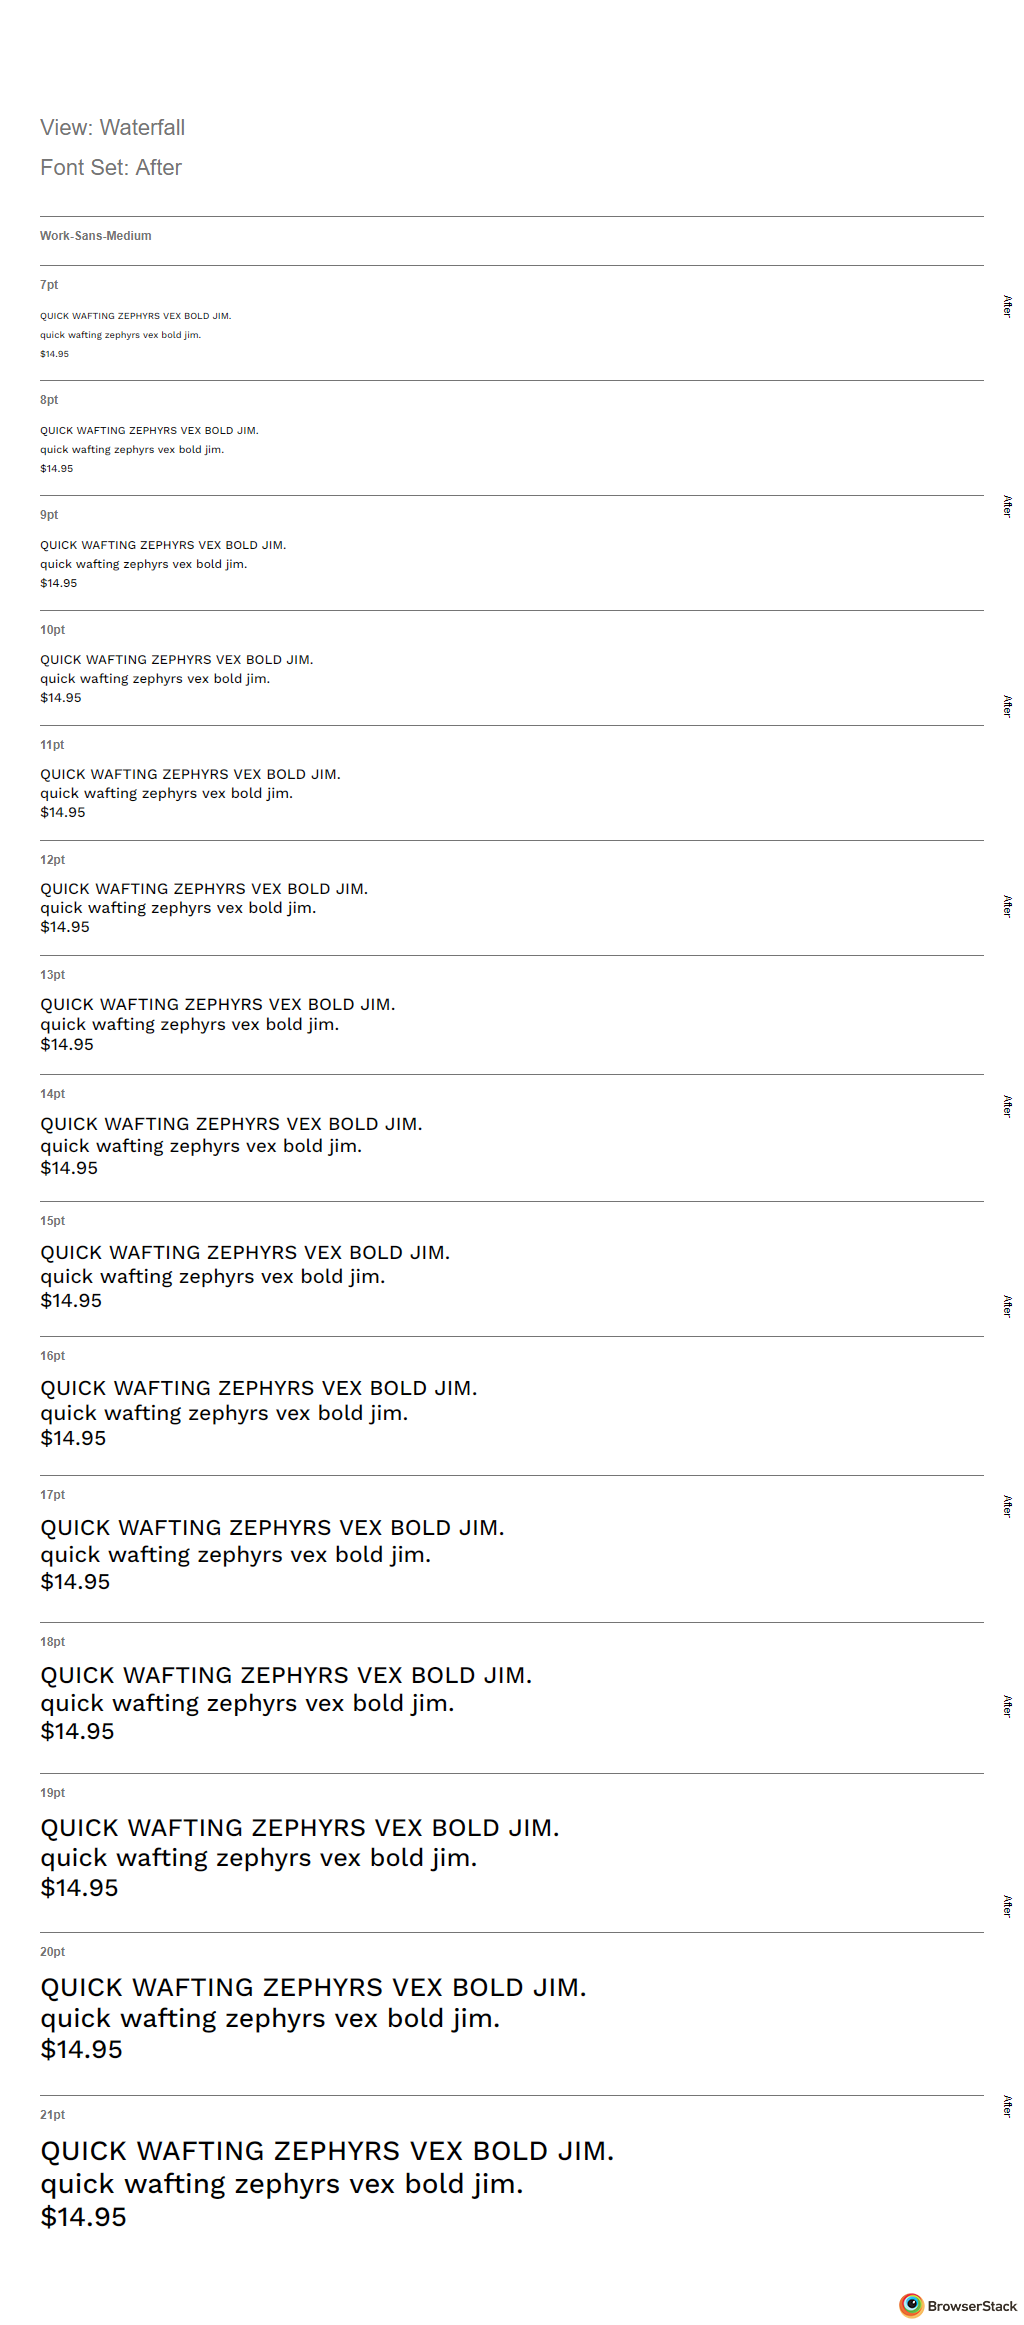 View: Waterfall
Font Set: After
Work-Sans-Medium
7pt
QUICK WAFTING ZEPHYRS VEX BOLD JIM.
quick wafting zephyrs vex bold jim.
$14.95
After
8pt
QUICK WAFTING ZEPHYRS VEX BOLD JIM.
quick wafting zephyrs vex bold jim.
$14.95
After
9pt
QUICK WAFTING ZEPHYRS VEX BOLD JIM.
quick wafting zephyrs vex bold jim.
$14.95
10pt
QUICK WAFTING ZEPHYRS VEX BOLD JIM.
quick wafting zephyrs vex bold jim.
$14.95
After
11pt
QUICK WAFTING ZEPHYRS VEX BOLD JIM.
quick wafting zephyrs vex bold jim.
$14.95
12pt
QUICK WAFTING ZEPHYRS VEX BOLD JIM.
quick wafting zephyrs vex bold jim.
$14.95
After
13pt
QUICK WAFTING ZEPHYRS VEX BOLD JIM.
quick wafting zephyrs vex bold jim.
$14.95
14pt
QUICK WAFTING ZEPHYRS VEX BOLD JIM.
quick wafting zephyrs vex bold jim.
$14.95
After
15pt
QUICK WAFTING ZEPHYRS VEX BOLD JIM.
quick wafting zephyrs vex bold jim.
$14.95
After
16pt
QUICK WAFTING ZEPHYRS VEX BOLD JIM.
quick wafting zephyrs vex bold jim.
$14.95
17pt
QUICK WAFTING ZEPHYRS VEX BOLD JIM.
quick wafting zephyrs vex bold jim.
$14.95
After
18pt
QUICK WAFTING ZEPHYRS VEX BOLD JIM.
quick wafting zephyrs vex bold jim.
$14.95
After
19pt
QUICK WAFTING ZEPHYRS VEX BOLD JIM.
quick wafting zephyrs vex bold jim.
$14.95
After
20pt
QUICK WAFTING ZEPHYRS VEX BOLD JIM.
quick wafting zephyrs vex bold jim.
$14.95
After
21pt
QUICK WAFTING ZEPHYRS VEX BOLD JIM.
quick wafting zephyrs vex bold jim.
$14.95
BrowserStack